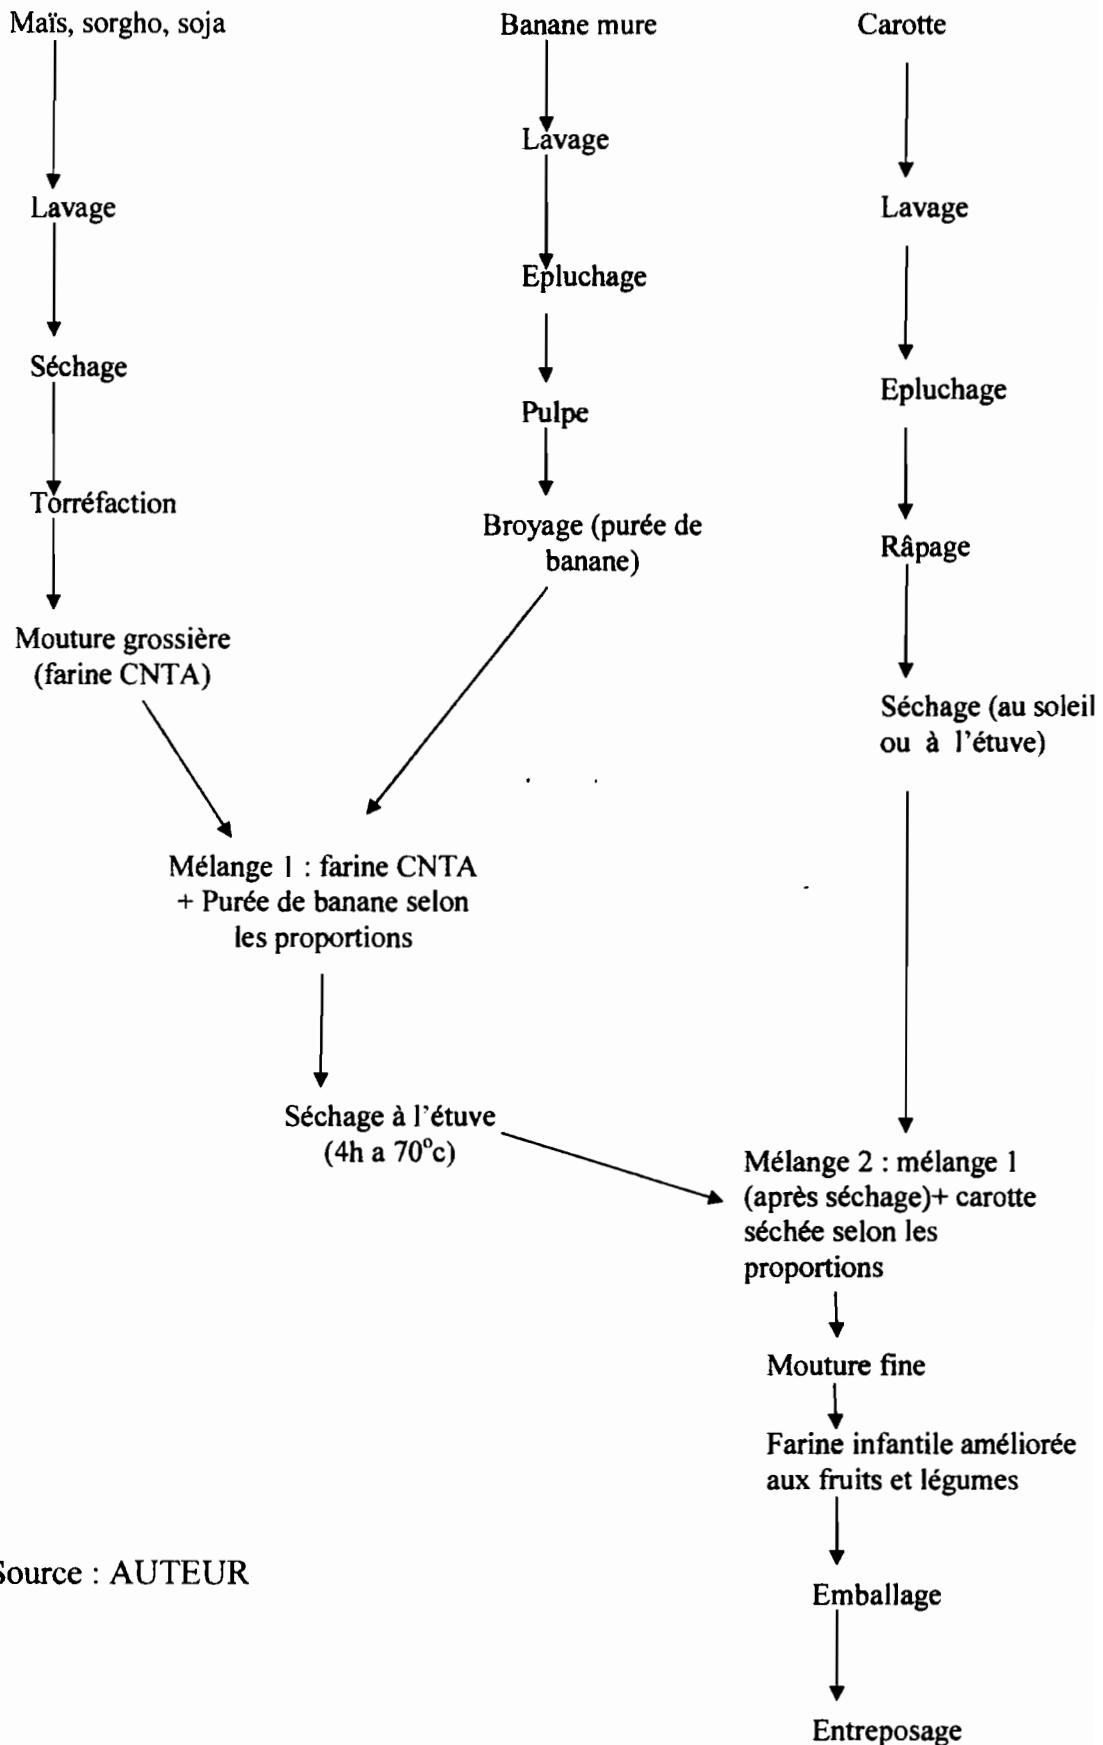 Maïs, sorgho, soja
Lavage
Séchage
Torréfaction
Mouture grossière
(farine CNTA)
Banane mure
Lavage
Epluchage
Pulpe
Broyage (purée de
banane)
Carotte
Lavage
Epluchage
Râpage
Séchage (au soleil
ou à l'étuve)
Mélange 1 : farine CNTA
+ Purée de banane selon
les proportions
Séchage à l'étuve
(4h a 70°c)
Mélange 2 : mélange 1
(après séchage)+ carotte
séchée selon les
proportions
Mouture fine
Farine infantile améliorée
aux fruits et légumes
Emballage
Entreposage
Source : AUTEUR